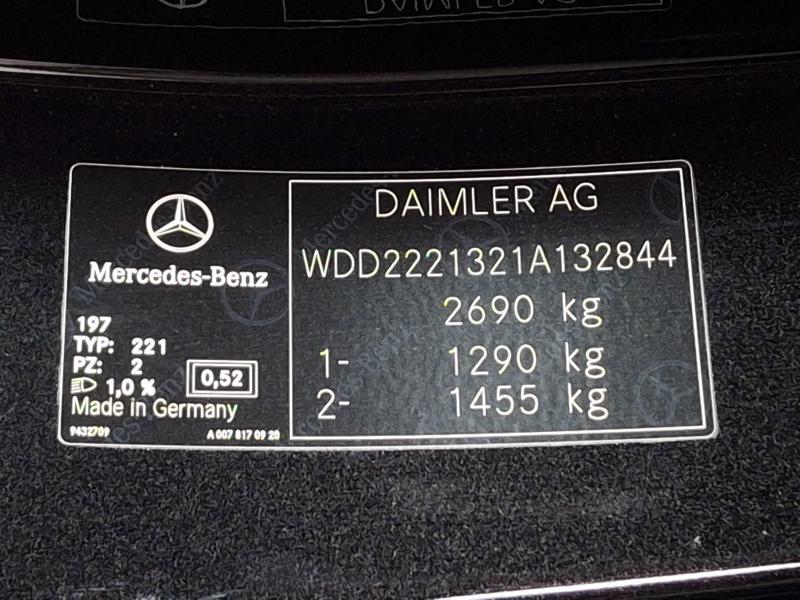 Mercedes-Benz
197
TYP: 221
PZ: 2
1,0 %
0,52
Made in Germany
9432709
A 007 817 09 20
DAIMLER AG
WDD2221321A132844
2690 kg
1- 1290 kg
2- 1455 kg